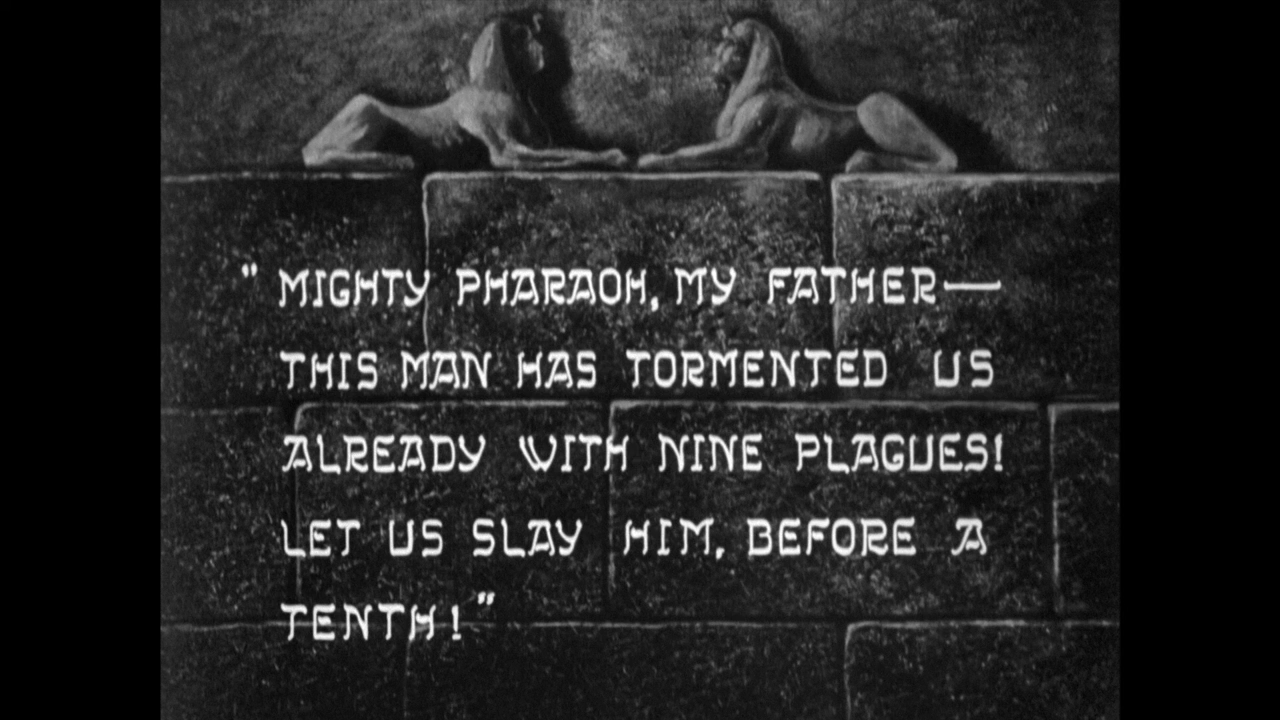 "MIGHTY PHARAOH, MY FATHER—
THIS MAN HAS TORMENTED US
ALREADY WITH NINE PLAGUES!
LET US SLAY HIM, BEFORE A
TENTH!"